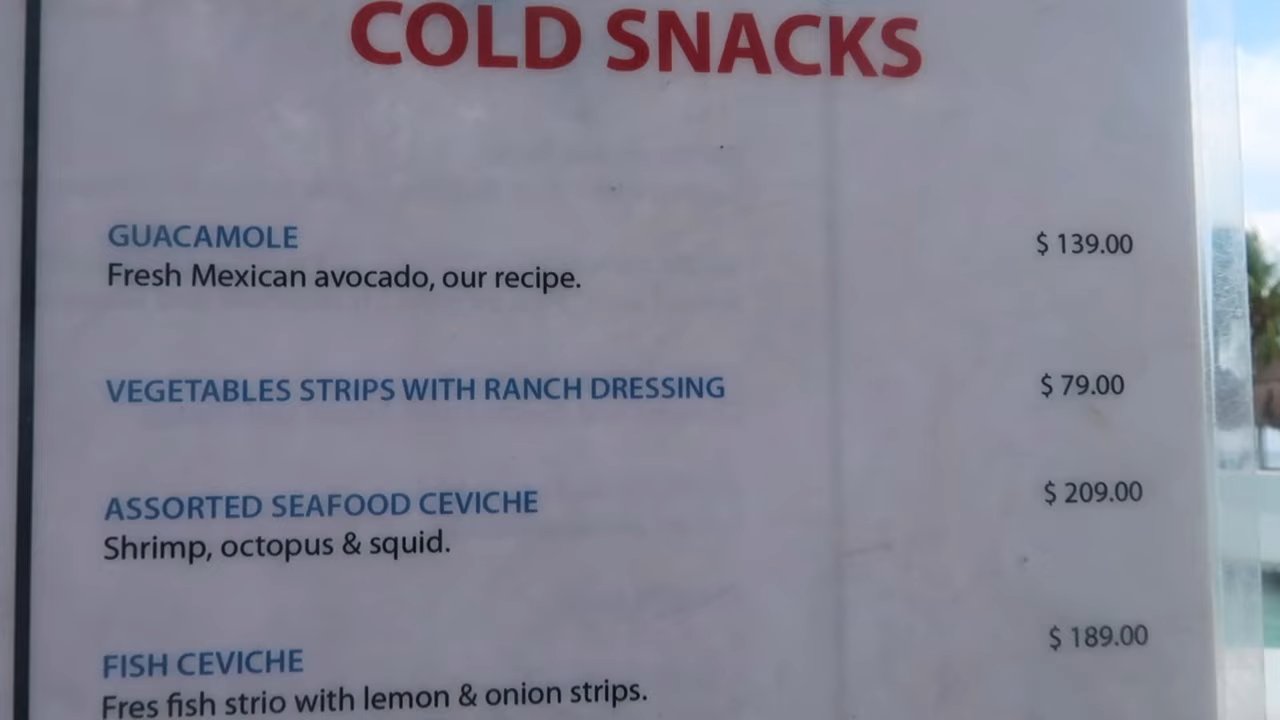 COLD SNACKS
GUACAMOLE $ 139.00
Fresh Mexican avocado, our recipe.
VEGETABLES STRIPS WITH RANCH DRESSING $ 79.00
ASSORTED SEAFOOD CEVICHE $ 209.00
Shrimp, octopus & squid.
FISH CEVICHE $ 189.00
Fres fish strio with lemon & onion strips.